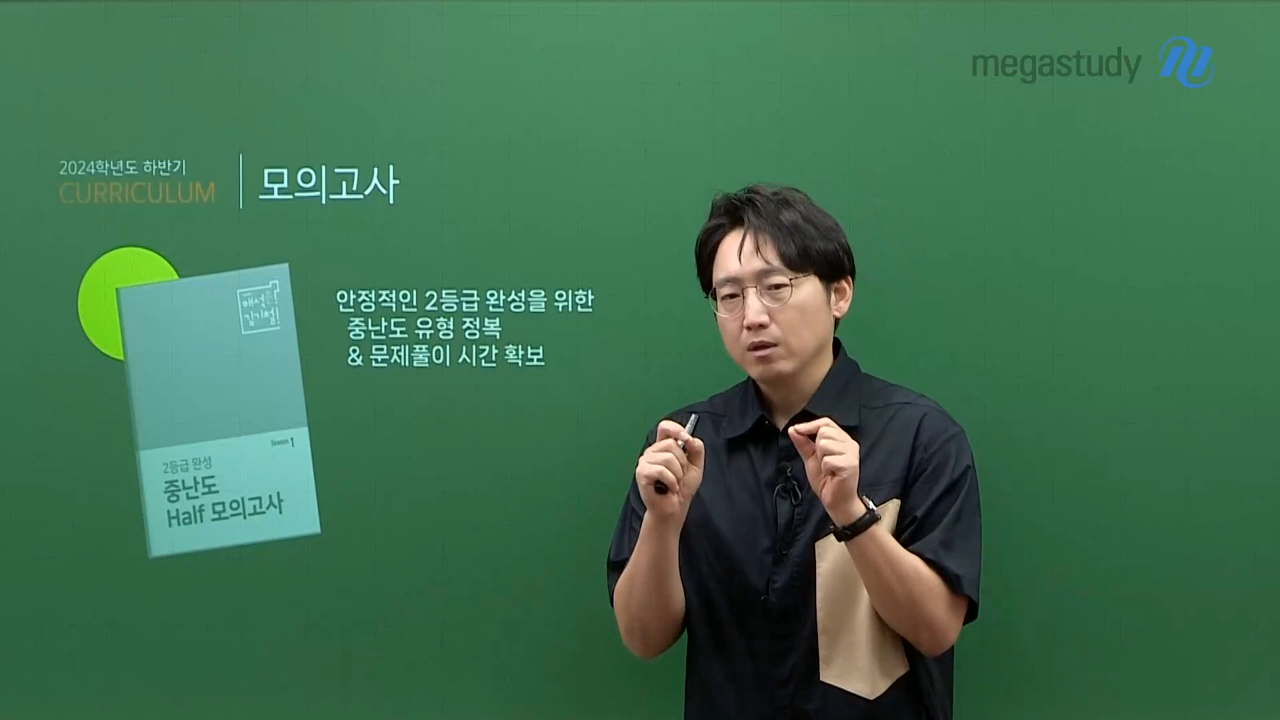 megastudy
2024학년도 하반기
CURRICULUM
모의고사
안정적인 2등급 완성을 위한
중난도 유형 정복
& 문제풀이 시간 확보
Season 1
2등급 완성
중난도
Half 모의고사